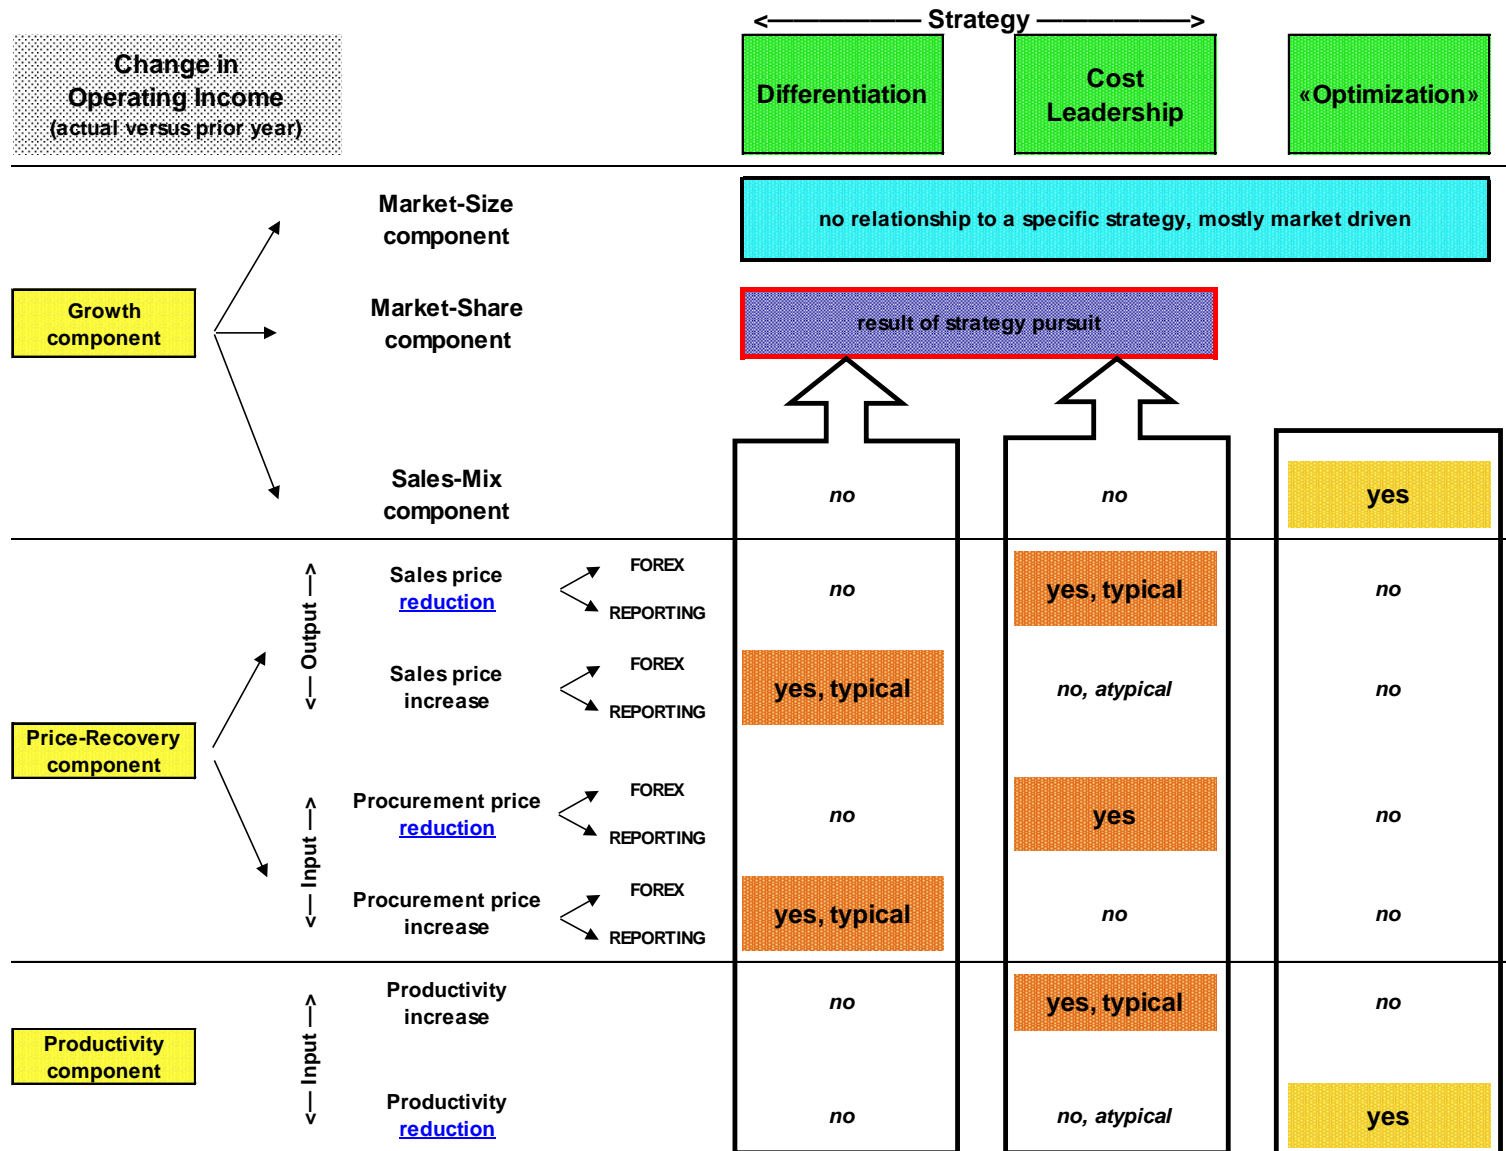 Strategy
Change in
Operating Income
(actual versus prior year)
Differentiation
Cost
Leadership
«Optimization»
Market-Size
component
no relationship to a specific strategy, mostly market driven
Growth
component
Market-Share
component
result of strategy pursuit
Sales-Mix
component
no
no
yes
Output
Sales price
reduction
FOREX
REPORTING
no
yes, typical
no
Sales price
increase
FOREX
REPORTING
yes, typical
no, atypical
no
Price-Recovery
component
Input
Procurement price
reduction
FOREX
REPORTING
no
yes
no
Procurement price
increase
FOREX
REPORTING
yes, typical
no
no
Productivity
component
Input
Productivity
increase
no
yes, typical
no
Productivity
reduction
no
no, atypical
yes